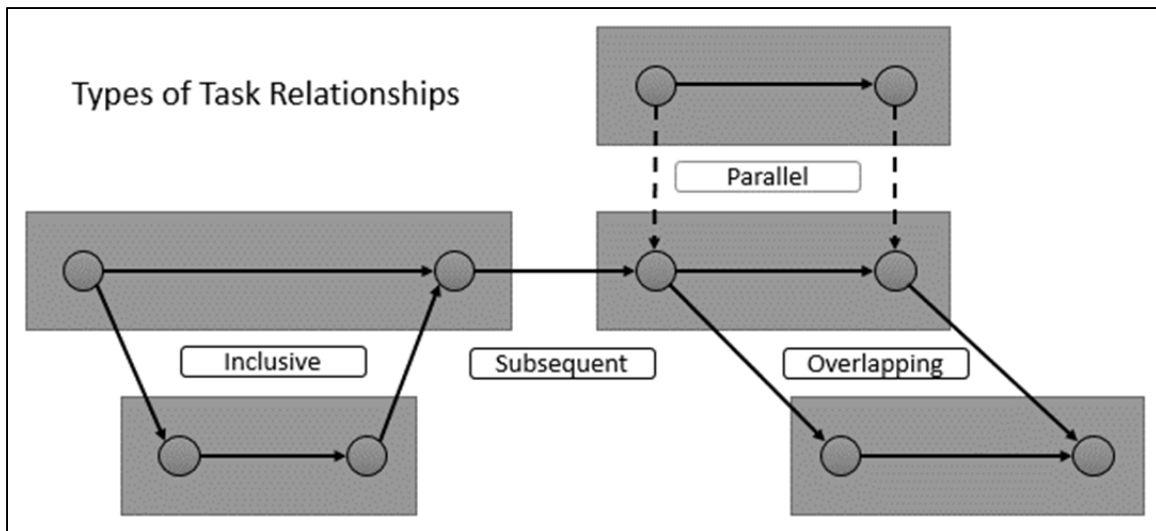 Types of Task Relationships
Parallel
Inclusive
Subsequent
Overlapping